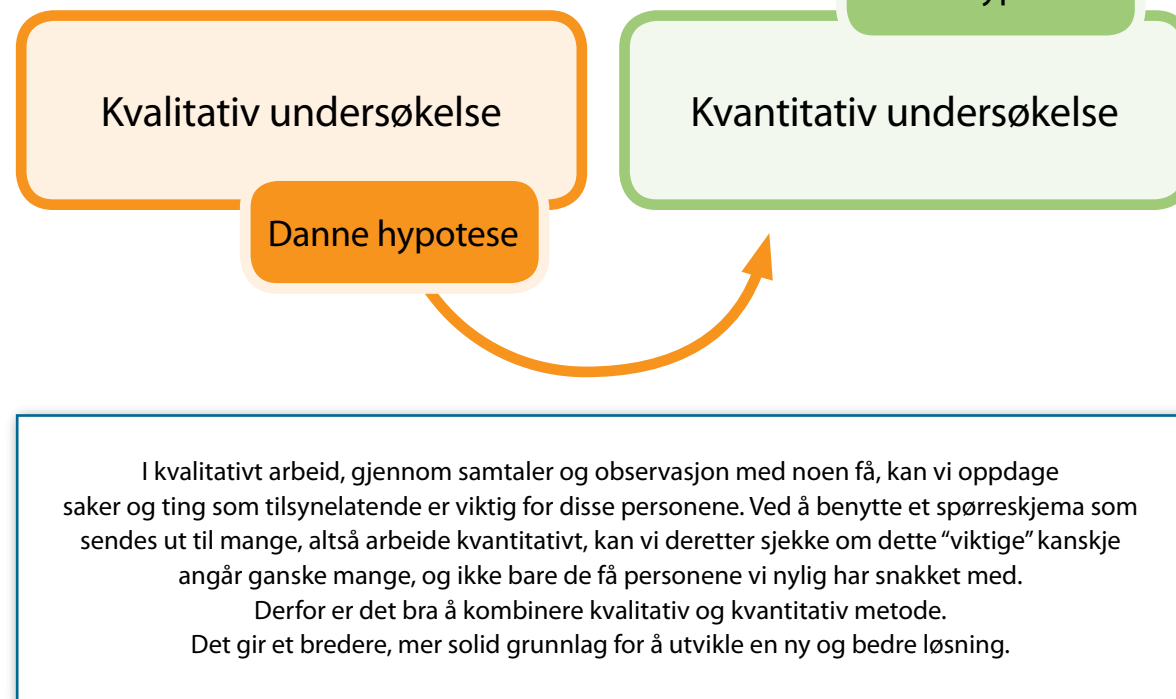 Kvalitativ undersøkelse
Kvantitativ undersøkelse
Danne hypotese
I kvalitativt arbeid, gjennom samtaler og observasjon med noen få, kan vi oppdage
saker og ting som tilsynelatende er viktig for disse personene. Ved å benytte et spørreskjema som
sendes ut til mange, altså arbeide kvantitativt, kan vi deretter sjekke om dette “viktige” kanskje
angår ganske mange, og ikke bare de få personene vi nylig har snakket med.
Derfor er det bra å kombinere kvalitativ og kvantitativ metode.
Det gir et bredere, mer solid grunnlag for å utvikle en ny og bedre løsning.